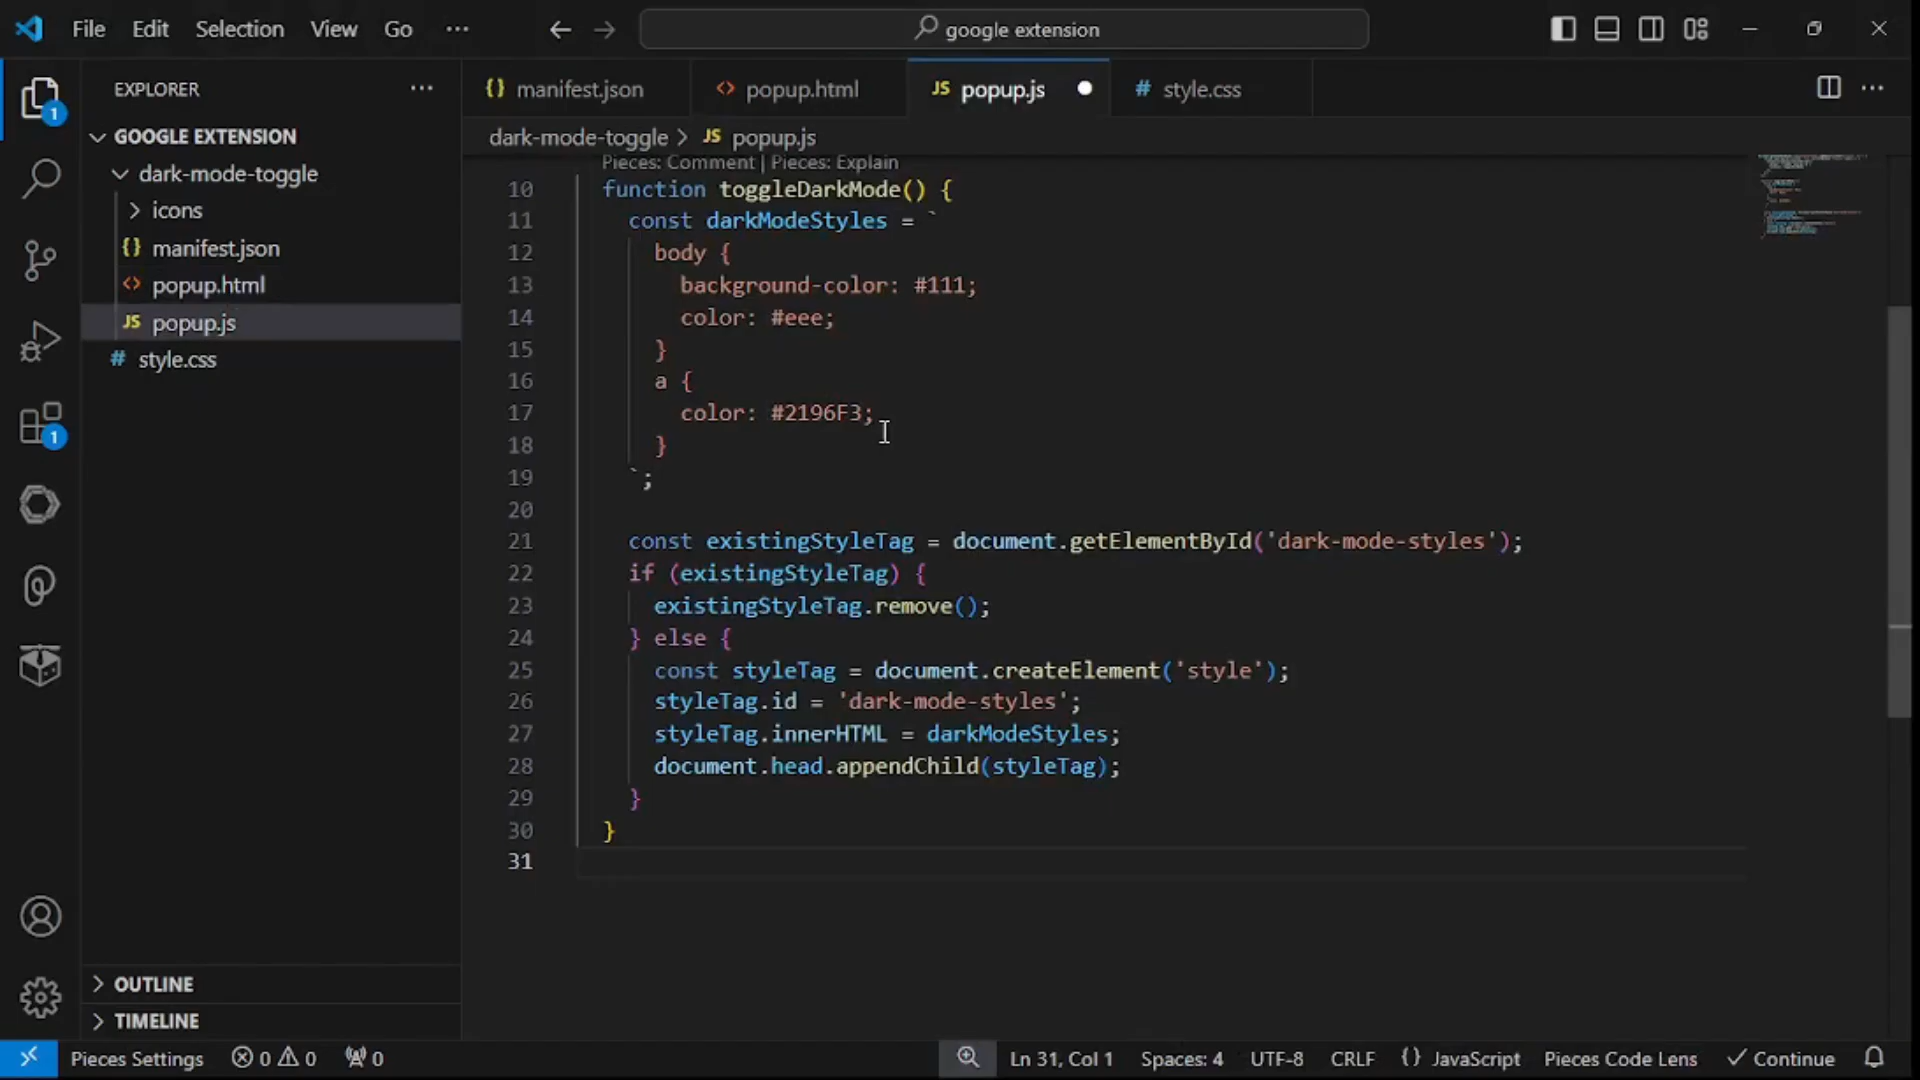 File Edit Selection View Go ···
google extension
EXPLORER ···
GOOGLE EXTENSION
dark-mode-toggle
icons
{} manifest.json
<> popup.html
JS popup.js
# style.css
OUTLINE
TIMELINE
1
1
{} manifest.json
<> popup.html
JS popup.js
# style.css
···
dark-mode-toggle > JS popup.js
Pieces: Comment | Pieces: Explain
10 function toggleDarkMode() {
11 const darkModeStyles = `
12 body {
13 background-color: #111;
14 color: #eee;
15 }
16 a {
17 color: #2196F3;
18 }
19 `;
20
21 const existingStyleTag = document.getElementById('dark-mode-styles');
22 if (existingStyleTag) {
23 existingStyleTag.remove();
24 } else {
25 const styleTag = document.createElement('style');
26 styleTag.id = 'dark-mode-styles';
27 styleTag.innerHTML = darkModeStyles;
28 document.head.appendChild(styleTag);
29 }
30 }
31
Pieces Settings 0 0 0 Ln 31, Col 1 Spaces: 4 UTF-8 CRLF {} JavaScript Pieces Code Lens ✓ Continue